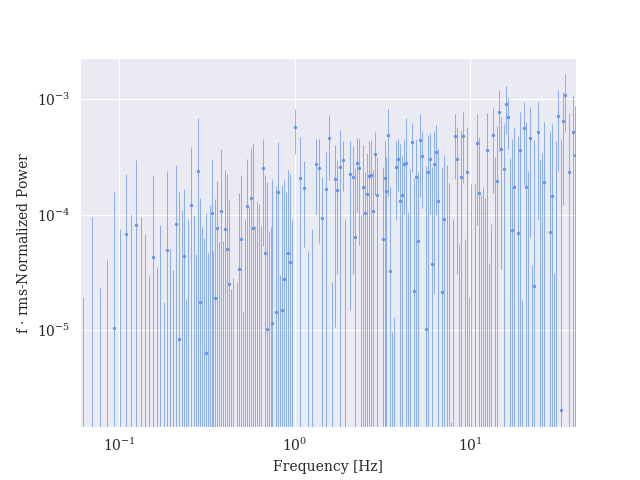 10⁻³
10⁻⁴
10⁻⁵
f · rms-Normalized Power
10⁻¹ 10⁰ 10¹
Frequency [Hz]